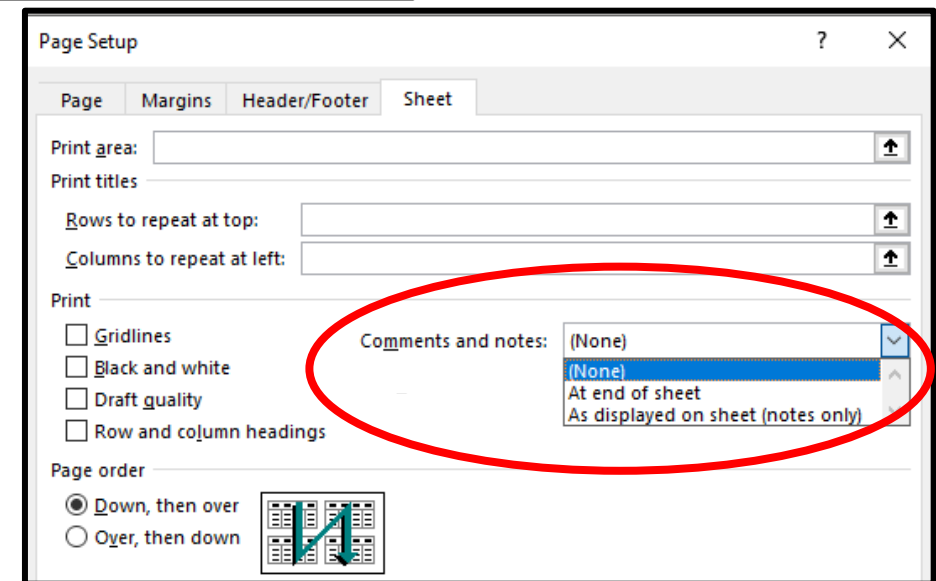 Page Setup ?
Page Margins Header/Footer Sheet
Print area:
Print titles
Rows to repeat at top:
Columns to repeat at left:
Print
Gridlines Comments and notes: (None)
(None)
Black and white
At end of sheet
Draft quality
As displayed on sheet (notes only)
Row and column headings
Page order
Down, then over
Over, then down